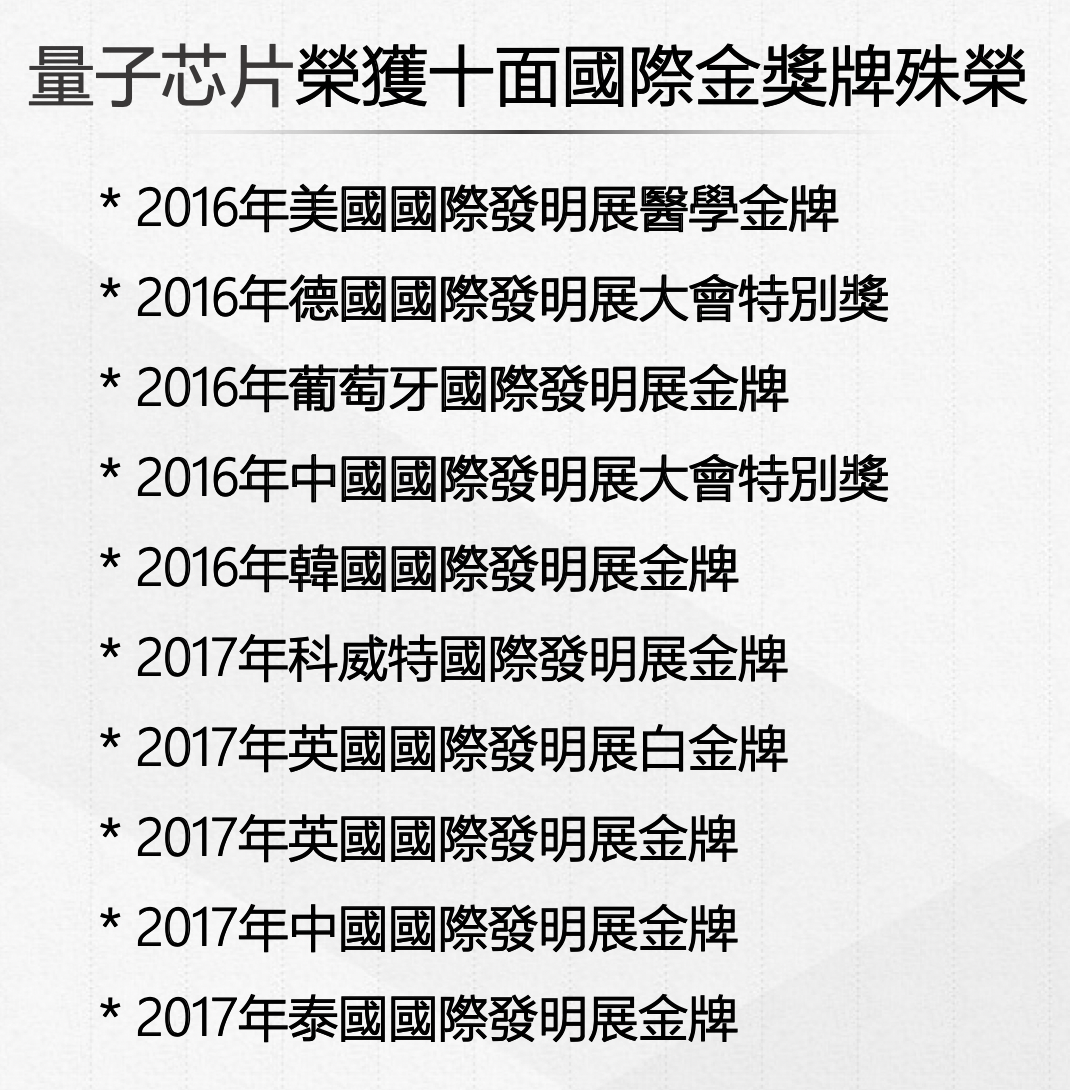 量子芯片榮獲十面國際金獎牌殊榮
* 2016年美國國際發明展醫學金牌
* 2016年德國國際發明展大會特別獎
* 2016年葡萄牙國際發明展金牌
* 2016年中國國際發明展大會特別獎
* 2016年韓國國際發明展金牌
* 2017年科威特國際發明展金牌
* 2017年英國國際發明展白金牌
* 2017年英國國際發明展金牌
* 2017年中國國際發明展金牌
* 2017年泰國國際發明展金牌